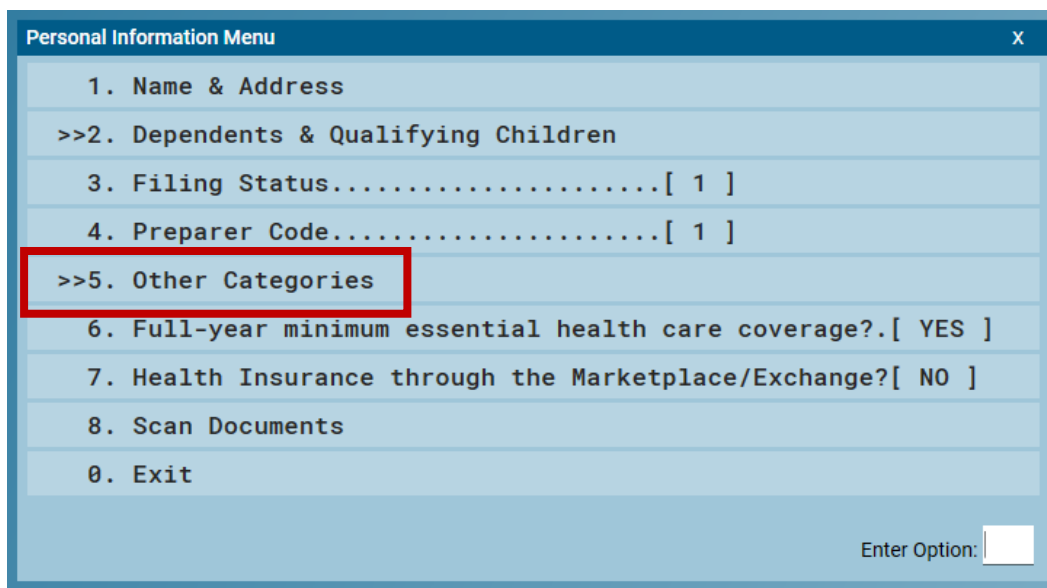 Personal Information Menu X
1. Name & Address
>>2. Dependents & Qualifying Children
3. Filing Status......................[ 1 ]
4. Preparer Code......................[ 1 ]
>>5. Other Categories
6. Full-year minimum essential health care coverage?.[ YES ]
7. Health Insurance through the Marketplace/Exchange?[ NO ]
8. Scan Documents
0. Exit
Enter Option: